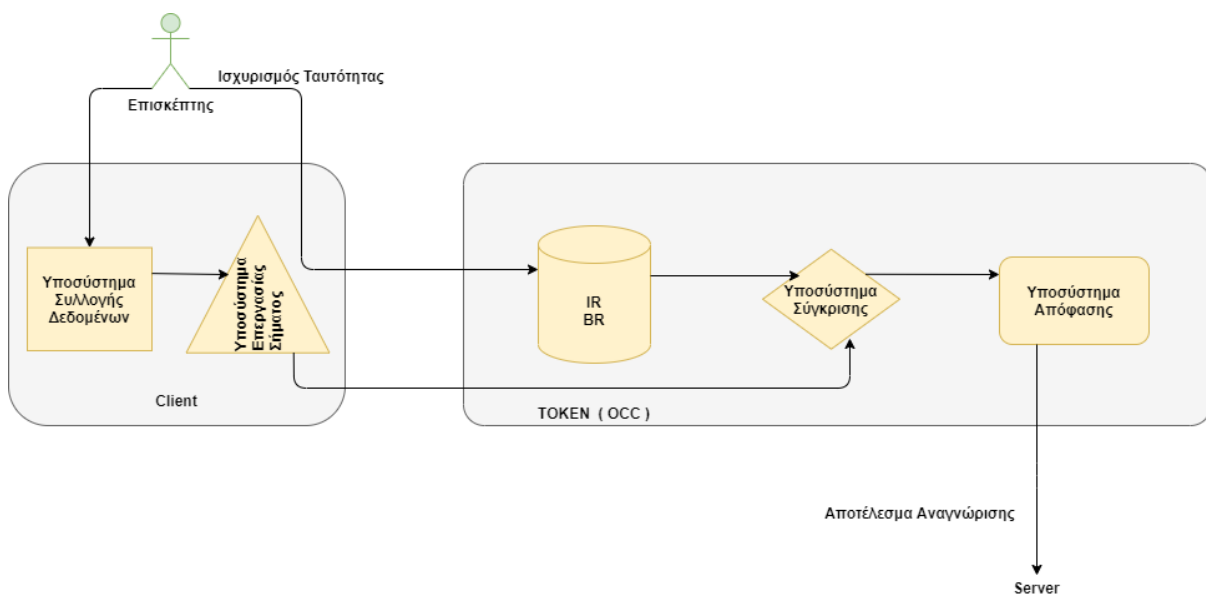 Ισχυρισμός Ταυτότητας
Επισκέπτης
Υποσύστημα
Συλλογής
Δεδομένων
Υποσύστημα
Επεργασίας
Σήματος
Client
IR
BR
Υποσύστημα
Σύγκρισης
Υποσύστημα
Απόφασης
TOKEN ( OCC )
Αποτέλεσμα Αναγνώρισης
Server